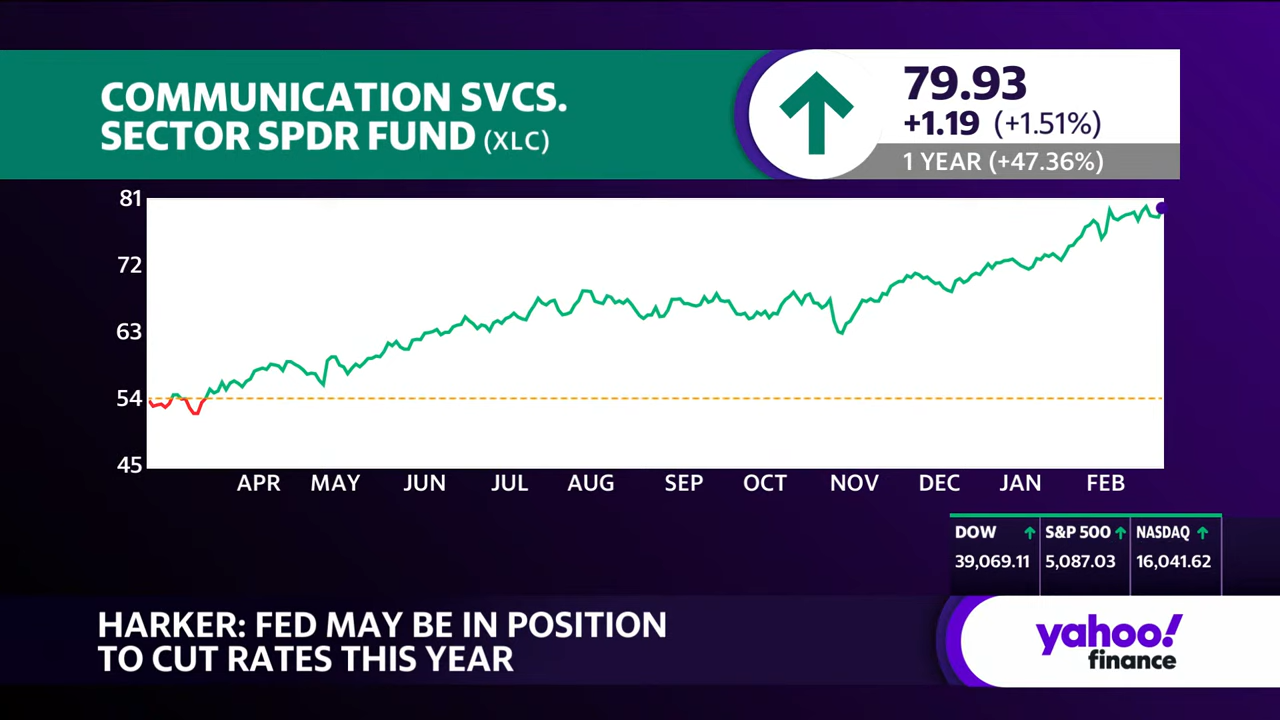 COMMUNICATION SVCS.
SECTOR SPDR FUND (XLC)
79.93
+1.19 (+1.51%)
1 YEAR (+47.36%)
81
72
63
54
45
APR MAY JUN JUL AUG SEP OCT NOV DEC JAN FEB
DOW S&P 500 NASDAQ
39,069.11 5,087.03 16,041.62
HARKER: FED MAY BE IN POSITION
TO CUT RATES THIS YEAR
yahoo!
finance